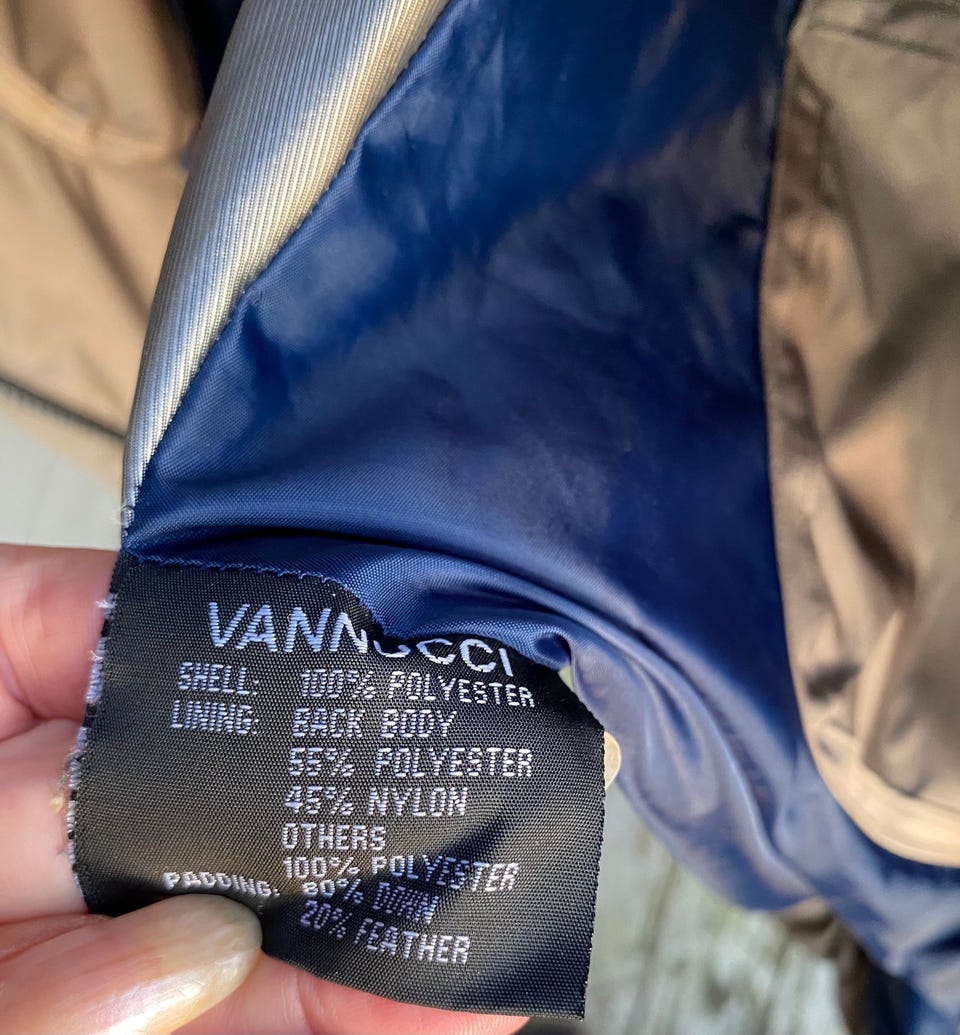 VANNUCCI
SHELL: 100% POLYESTER
LINING: BACK BODY
55% POLYESTER
45% NYLON
OTHERS
100% POLYESTER
PADDING: 80% DOWN
20% FEATHER